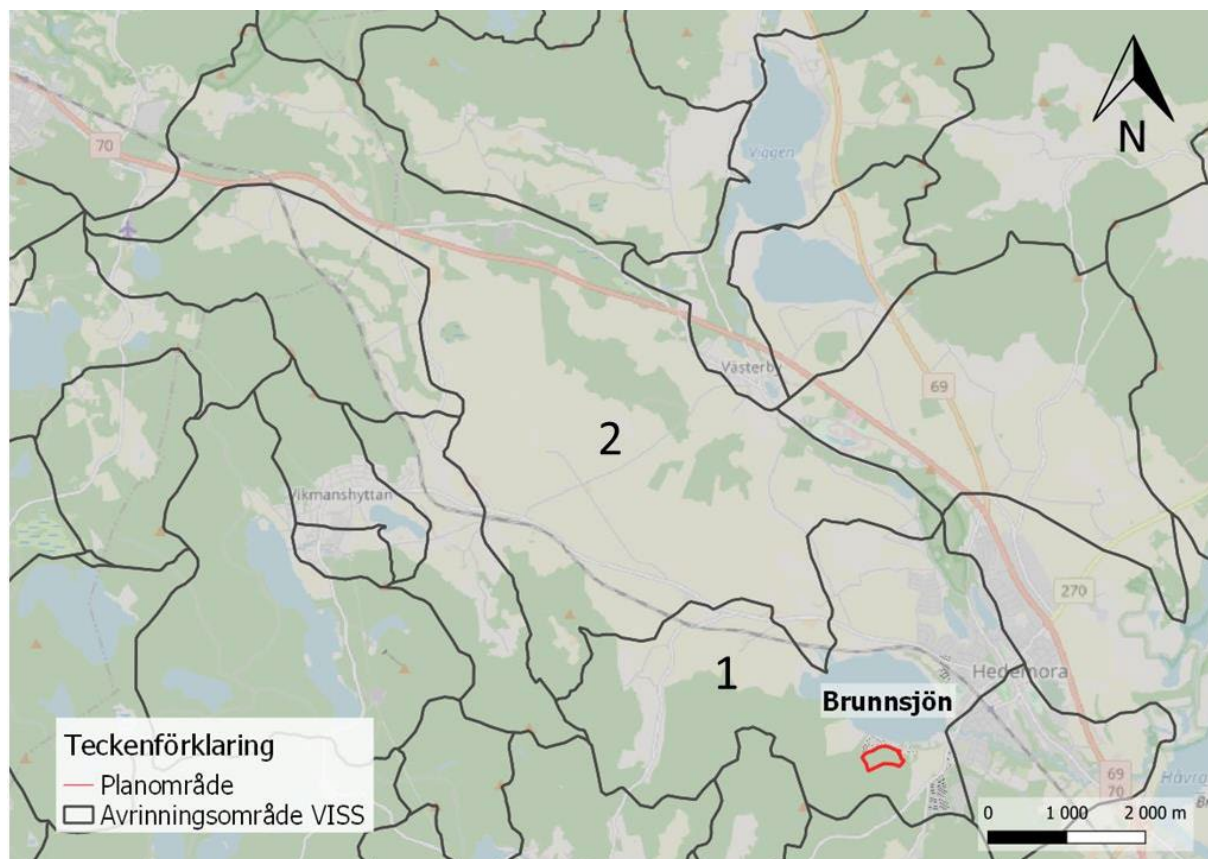 70
Viggen
N
Västerby
69
2
Vikmanshyttan
270
1
Hedemora
Brunnsjön
Teckenförklaring
Planområde
Avrinningsområde VISS
69
70
0 1 000 2 000 m